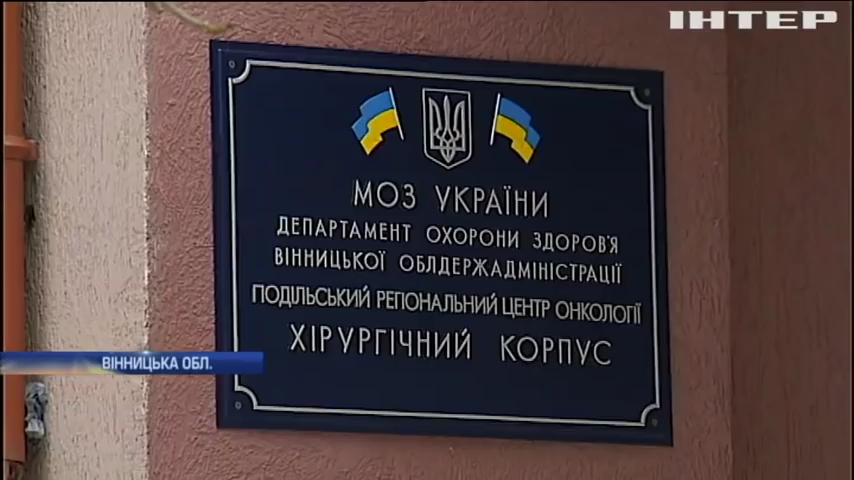 ІНТЕР
МОЗ УКРАЇНИ
ДЕПАРТАМЕНТ ОХОРОНИ ЗДОРОВ'Я
ВІННИЦЬКОЇ ОБЛДЕРЖАДМІНІСТРАЦІЇ
ПОДІЛЬСЬКИЙ РЕГІОНАЛЬНИЙ ЦЕНТР ОНКОЛОГІЇ
ХІРУРГІЧНИЙ КОРПУС
ВІННИЦЬКА ОБЛ.